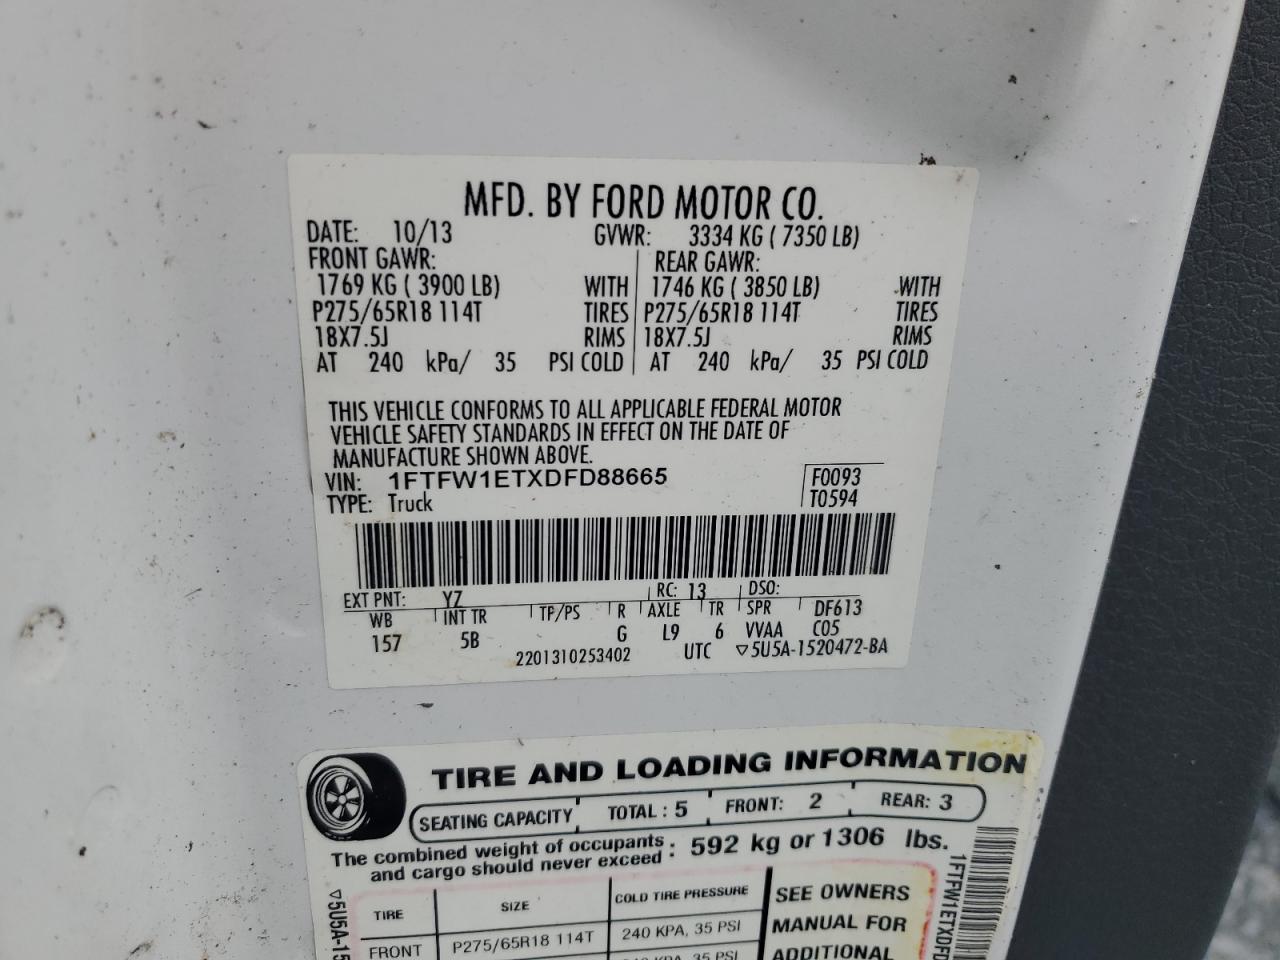 MFD. BY FORD MOTOR CO.
DATE: 10/13 GVWR: 3334 KG ( 7350 LB)
FRONT GAWR: REAR GAWR:
1769 KG ( 3900 LB) WITH 1746 KG ( 3850 LB) WITH
P275/65R18 114T TIRES P275/65R18 114T TIRES
18X7.5J RIMS 18X7.5J RIMS
AT 240 kPa/ 35 PSI COLD AT 240 kPa/ 35 PSI COLD
THIS VEHICLE CONFORMS TO ALL APPLICABLE FEDERAL MOTOR
VEHICLE SAFETY STANDARDS IN EFFECT ON THE DATE OF
MANUFACTURE SHOWN ABOVE.
VIN: 1FTFW1ETXDFD88665 F0093
TYPE: Truck T0594
EXT PNT: YZ RC: 13 DSO:
WB INT TR TP/PS R AXLE TR SPR DF613
157 5B G L9 6 VVAA C05
2201310253402 UTC ▽5U5A-1520472-BA
TIRE AND LOADING INFORMATION
SEATING CAPACITY TOTAL : 5 FRONT: 2 REAR: 3
The combined weight of occupants
and cargo should never exceed : 592 kg or 1306 lbs.
TIRE SIZE COLD TIRE PRESSURE SEE OWNERS
FRONT P275/65R18 114T 240 KPA, 35 PSI MANUAL FOR
ADDITIONAL
▽5U5A-15
1FTFW1ETXDFD